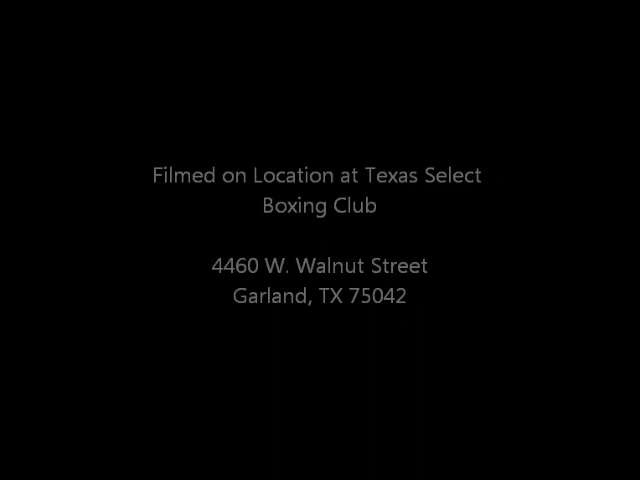 Filmed on Location at Texas Select
Boxing Club
4460 W. Walnut Street
Garland, TX 75042